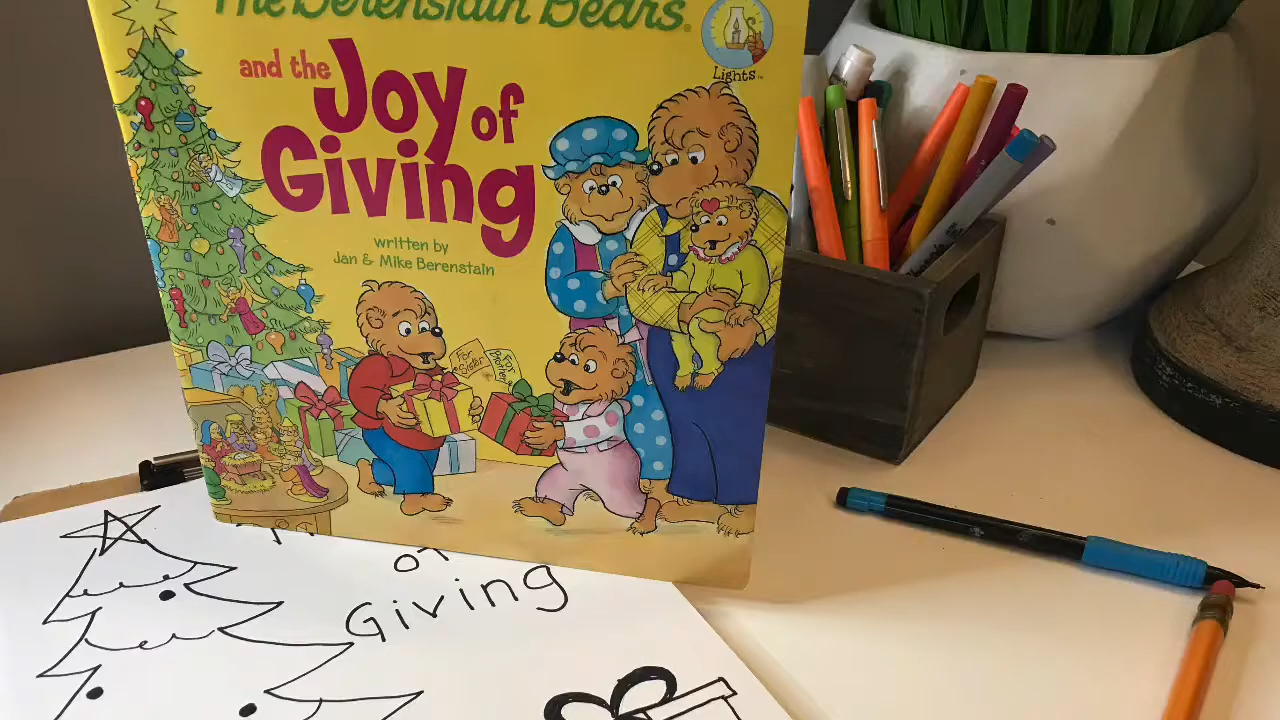 The Berenstain Bears®
Lights™
and the
Joy of
Giving
written by
Jan & Mike Berenstain
For
Sister
For
Brother
of
Giving